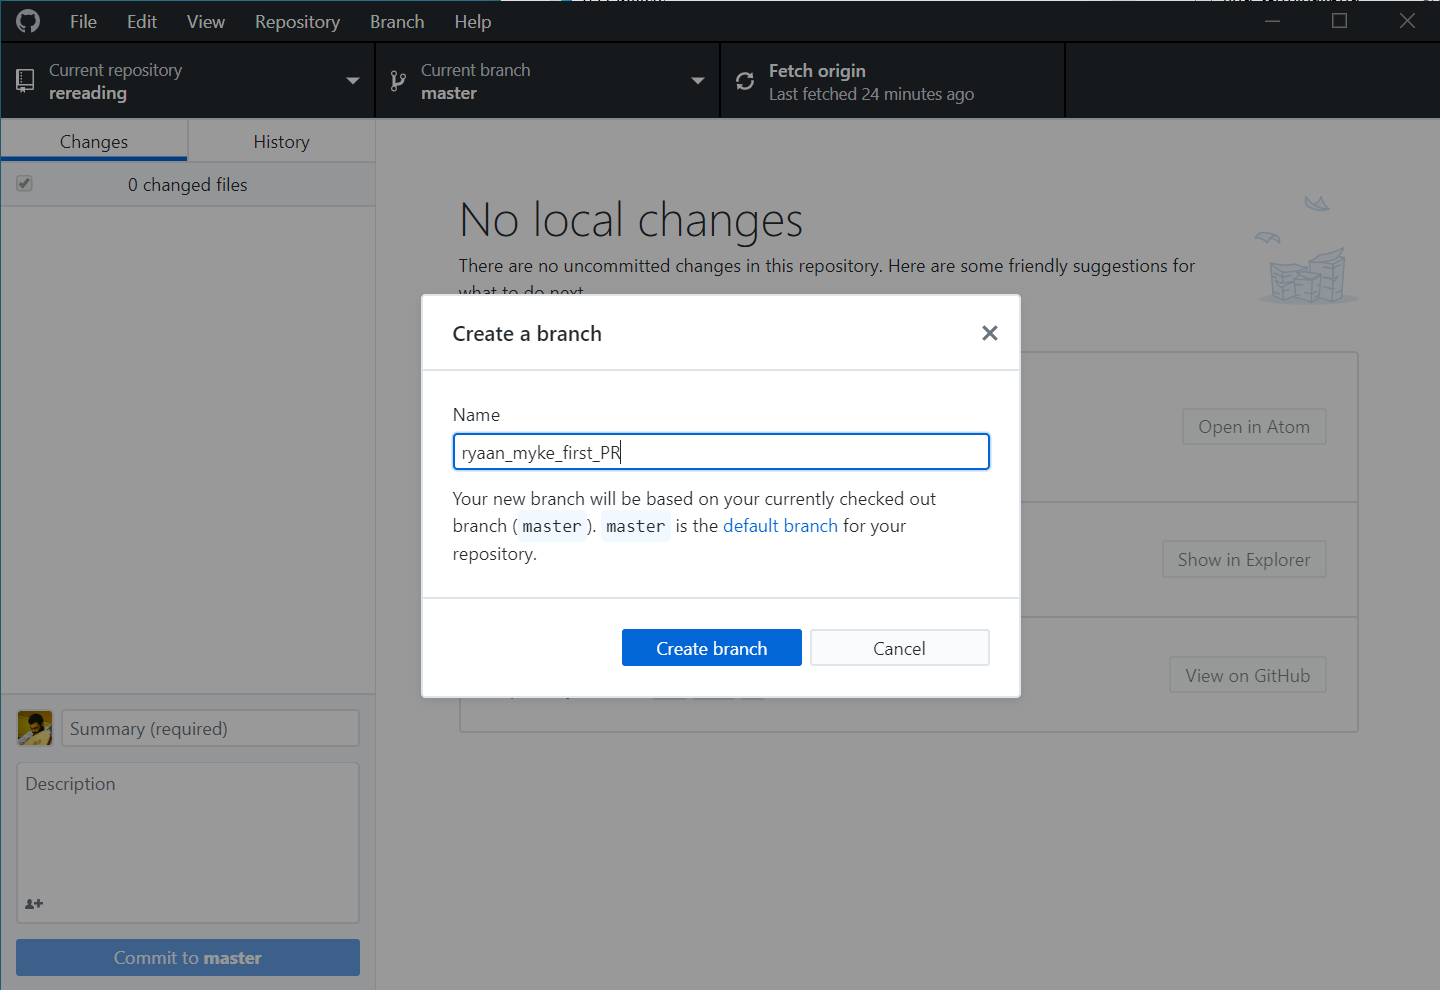 File Edit View Repository Branch Help
Current repository
rereading
Current branch
master
Fetch origin
Last fetched 24 minutes ago
Changes History
0 changed files
No local changes
There are no uncommitted changes in this repository. Here are some friendly suggestions for
what to do next
Create a branch
Name
ryaan_myke_first_PR
Your new branch will be based on your currently checked out
branch (master). master is the default branch for your
repository.
Create branch Cancel
Open in Atom
Show in Explorer
View on GitHub
Summary (required)
Description
Commit to master